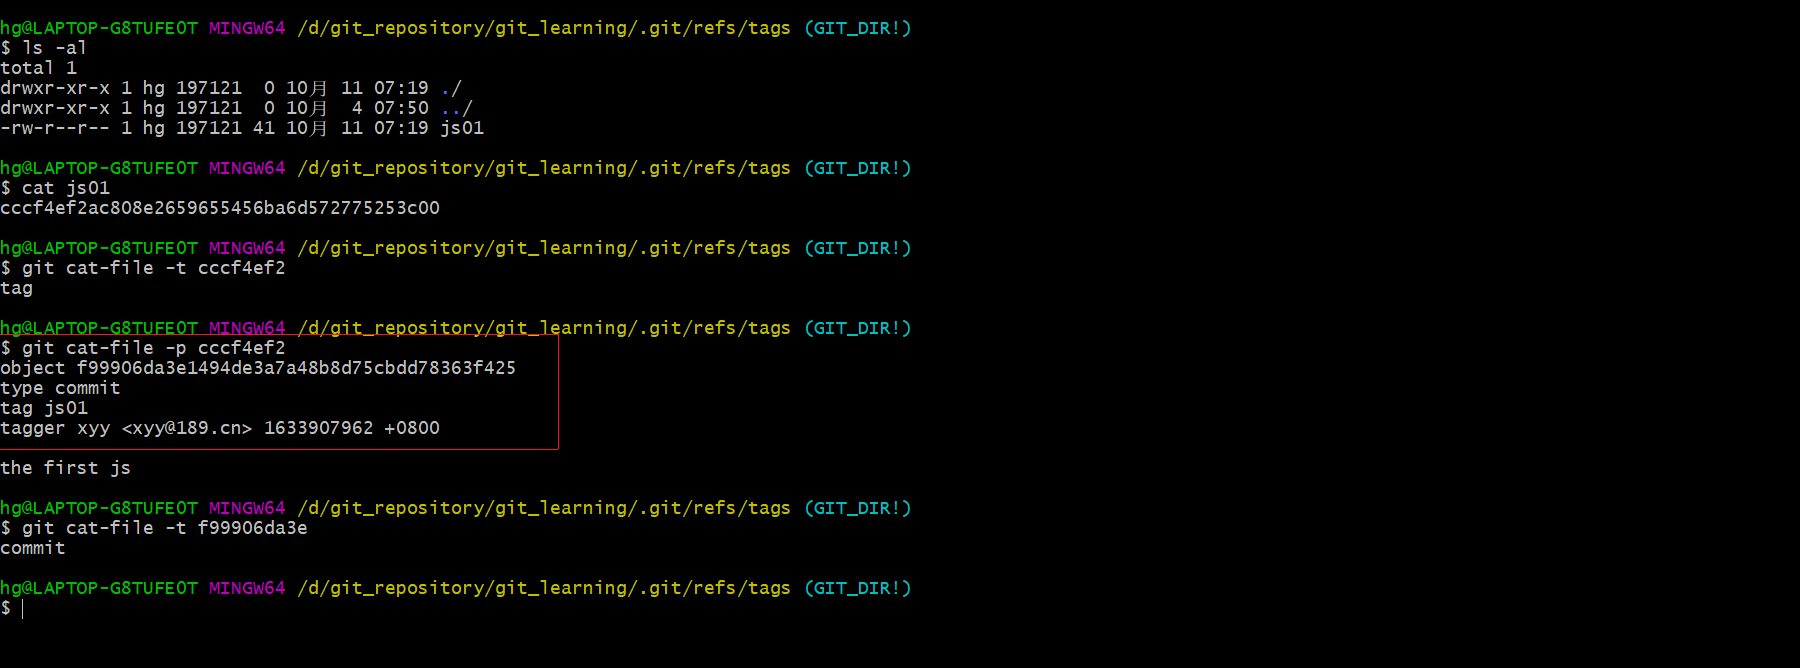 hg@LAPTOP-G8TUFE0T MINGW64 /d/git_repository/git_learning/.git/refs/tags (GIT_DIR!)
$ ls -al
total 1
drwxr-xr-x 1 hg 197121  0 10月 11 07:19 ./
drwxr-xr-x 1 hg 197121  0 10月  4 07:50 ../
-rw-r--r-- 1 hg 197121 41 10月 11 07:19 js01
hg@LAPTOP-G8TUFE0T MINGW64 /d/git_repository/git_learning/.git/refs/tags (GIT_DIR!)
$ cat js01
cccf4ef2ac808e2659655456ba6d572775253c00
hg@LAPTOP-G8TUFE0T MINGW64 /d/git_repository/git_learning/.git/refs/tags (GIT_DIR!)
$ git cat-file -t cccf4ef2
tag
hg@LAPTOP-G8TUFE0T MINGW64 /d/git_repository/git_learning/.git/refs/tags (GIT_DIR!)
$ git cat-file -p cccf4ef2
object f99906da3e1494de3a7a48b8d75cbdd78363f425
type commit
tag js01
tagger xyy <xyy@189.cn> 1633907962 +0800
the first js
hg@LAPTOP-G8TUFE0T MINGW64 /d/git_repository/git_learning/.git/refs/tags (GIT_DIR!)
$ git cat-file -t f99906da3e
commit
hg@LAPTOP-G8TUFE0T MINGW64 /d/git_repository/git_learning/.git/refs/tags (GIT_DIR!)
$